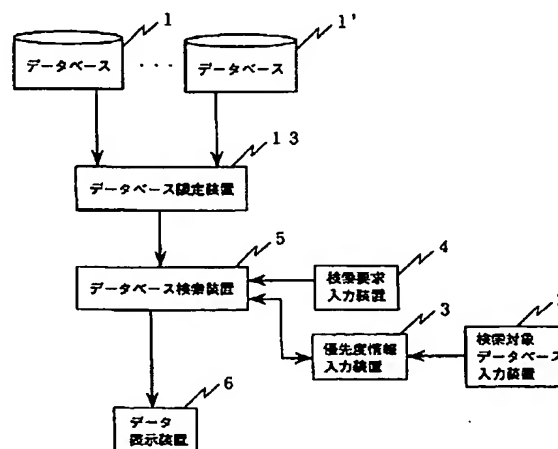 1
データベース
...
1'
データベース
13
データベース認定装置
5
データベース検索装置
4
検索要求
入力装置
3
優先度情報
入力装置
検索対象
データベース
入力装置
6
データ
表示装置